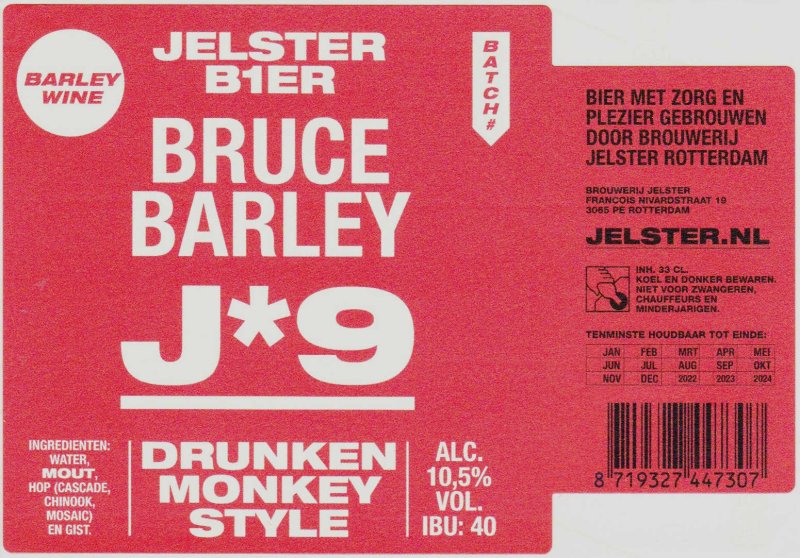 BARLEY
WINE
JELSTER
B1ER
BATCH#
BRUCE
BARLEY
J*9
INGREDIENTEN:
WATER,
MOUT,
HOP (CASCADE,
CHINOOK,
MOSAIC)
EN GIST.
DRUNKEN
MONKEY
STYLE
ALC.
10,5%
VOL.
IBU: 40
BIER MET ZORG EN
PLEZIER GEBROUWEN
DOOR BROUWERIJ
JELSTER ROTTERDAM
BROUWERIJ JELSTER
FRANCOIS NIVARDSTRAAT 19
3065 PE ROTTERDAM
JELSTER.NL
INH. 33 CL.
KOEL EN DONKER BEWAREN.
NIET VOOR ZWANGEREN,
CHAUFFEURS EN
MINDERJARIGEN.
TENMINSTE HOUDBAAR TOT EINDE:
JAN FEB MRT APR MEI
JUN JUL AUG SEP OKT
NOV DEC 2022 2023 2024
8 719327 447307